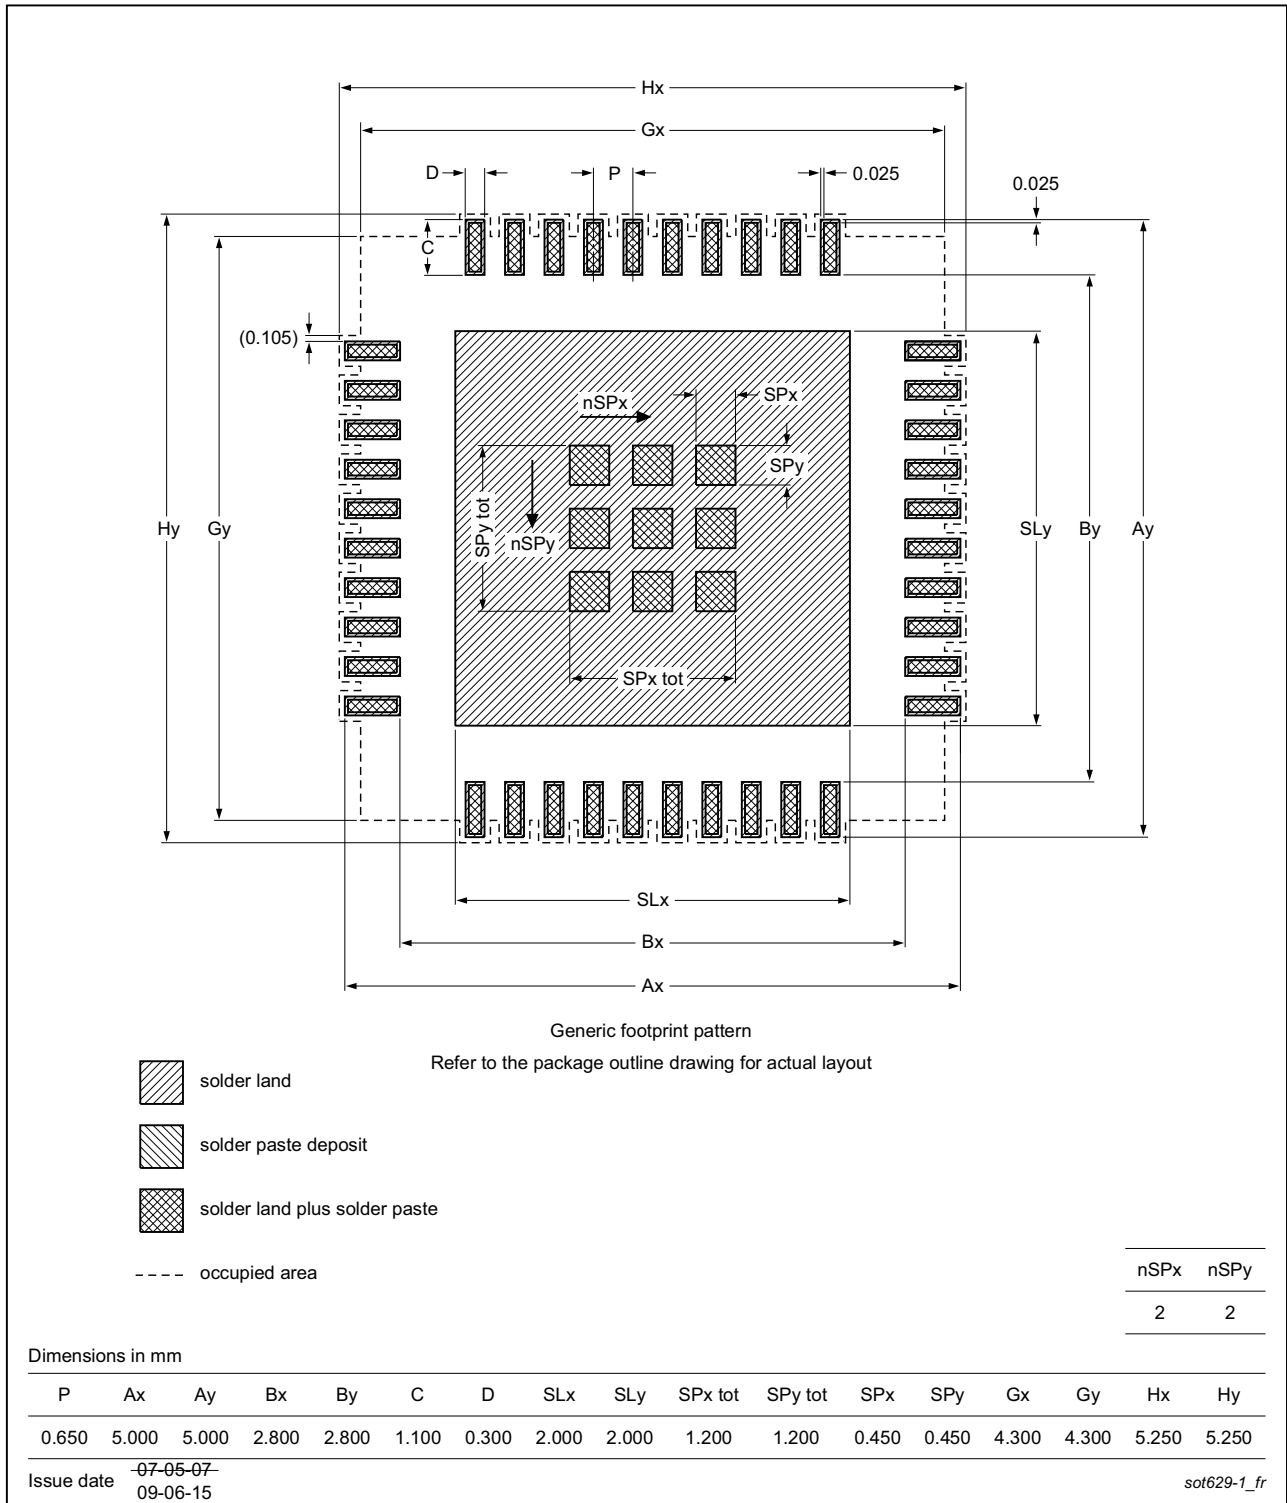 Hx
Gx
D
P
0.025
0.025
C
(0.105)
nSPx
SPx
SPy
SPy tot
nSPy
Hy
Gy
SLy
By
Ay
SPx tot
SLx
Bx
Ax
Generic footprint pattern
Refer to the package outline drawing for actual layout
solder land
solder paste deposit
solder land plus solder paste
occupied area
nSPx nSPy
2 2
Dimensions in mm
P Ax Ay Bx By C D SLx SLy SPx tot SPy tot SPx SPy Gx Gy Hx Hy
0.650 5.000 5.000 2.800 2.800 1.100 0.300 2.000 2.000 1.200 1.200 0.450 0.450 4.300 4.300 5.250 5.250
Issue date 07-05-07
09-06-15
sot629-1_fr